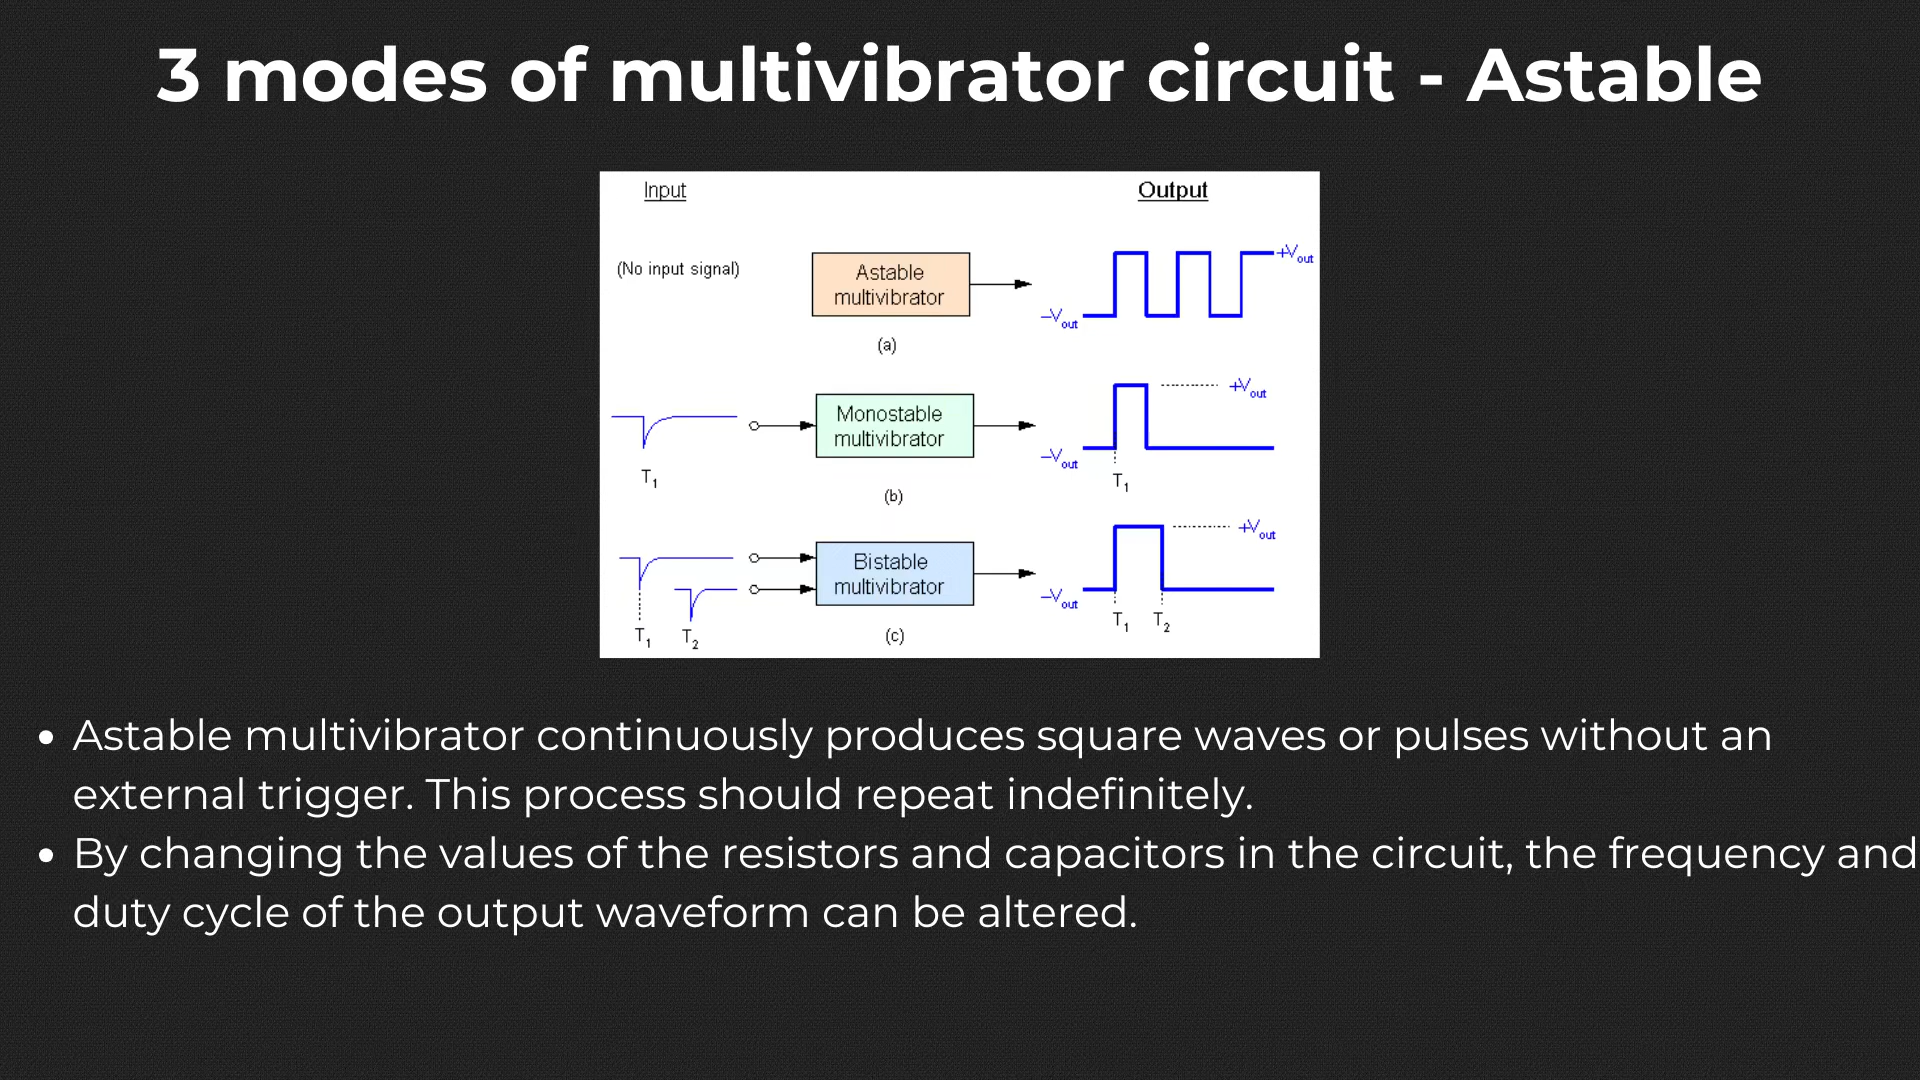 3 modes of multivibrator circuit - Astable
Input
Output
(No input signal)
Astable
multivibrator
(a)
+Vout
–Vout
Monostable
multivibrator
(b)
T1
+Vout
–Vout
T1
Bistable
multivibrator
(c)
T1
T2
+Vout
–Vout
T1
T2
• Astable multivibrator continuously produces square waves or pulses without an
external trigger. This process should repeat indefinitely.
• By changing the values of the resistors and capacitors in the circuit, the frequency and
duty cycle of the output waveform can be altered.